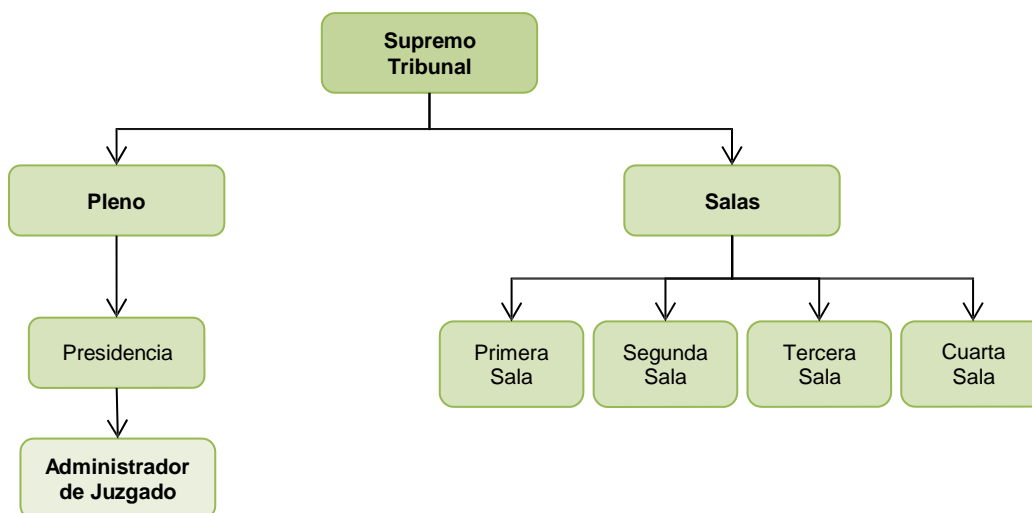 Supremo
Tribunal
Pleno
Salas
Presidencia
Primera
Sala
Segunda
Sala
Tercera
Sala
Cuarta
Sala
Administrador
de Juzgado